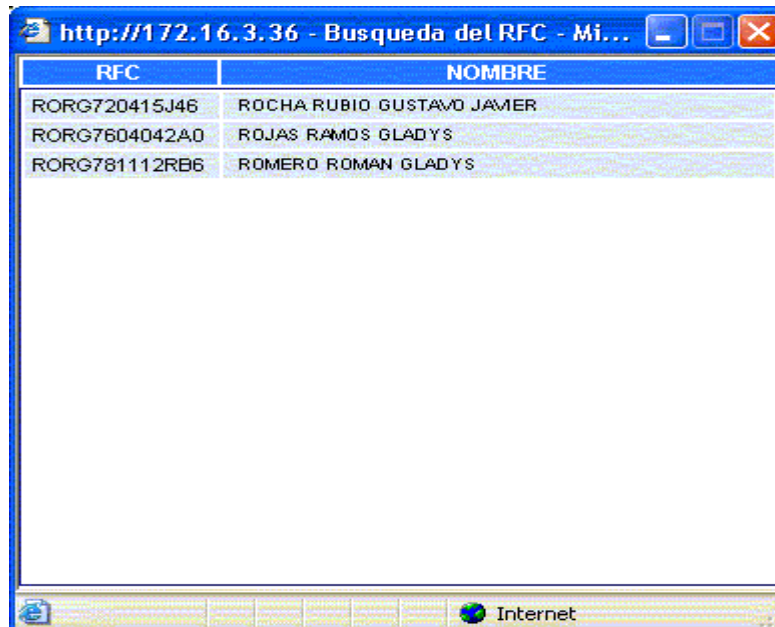 http://172.16.3.36 - Busqueda del RFC - Mi...
RFC NOMBRE
RORG720415J46 ROCHA RUBIO GUSTAVO JAVIER
RORG7604042A0 ROJAS RAMOS GLADYS
RORG781112RB6 ROMERO ROMAN GLADYS
Internet